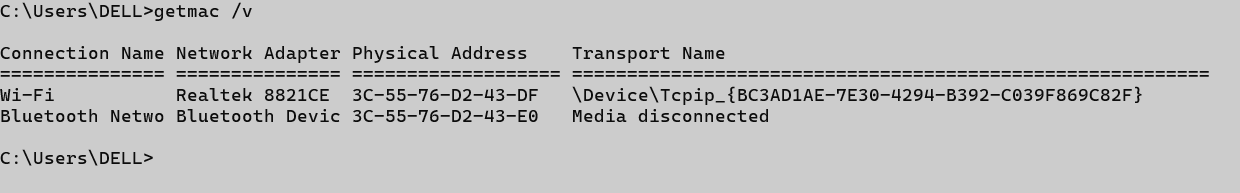 C:\Users\DELL>getmac /v
Connection Name Network Adapter Physical Address    Transport Name
=============== =============== =================== ==========================================================
Wi-Fi           Realtek 8821CE  3C-55-76-D2-43-DF   \Device\Tcpip_{BC3AD1AE-7E30-4294-B392-C039F869C82F}
Bluetooth Netwo Bluetooth Devic 3C-55-76-D2-43-E0   Media disconnected
C:\Users\DELL>